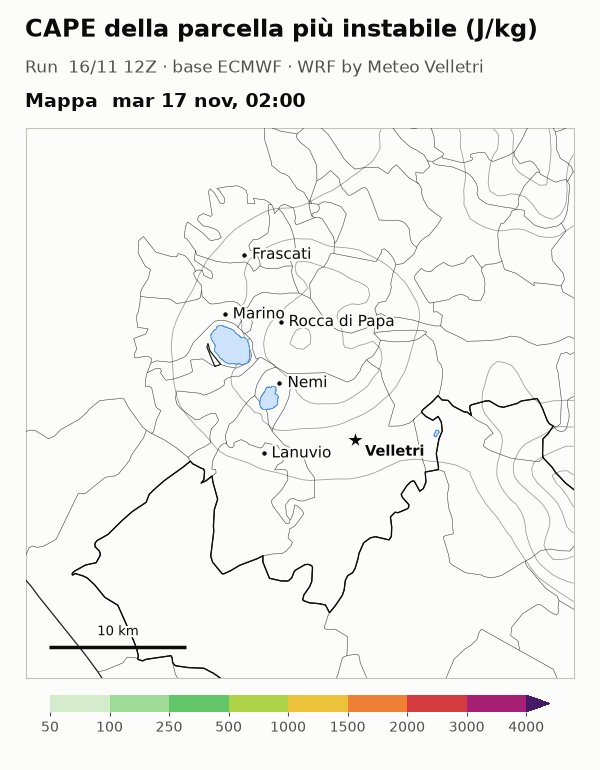 CAPE della parcella più instabile (J/kg)
Run  16/11 12Z · base ECMWF · WRF by Meteo Velletri
Mappa  mar 17 nov, 02:00
Frascati
Marino
Rocca di Papa
Nemi
Velletri
Lanuvio
10 km
50 100 250 500 1000 1500 2000 3000 4000